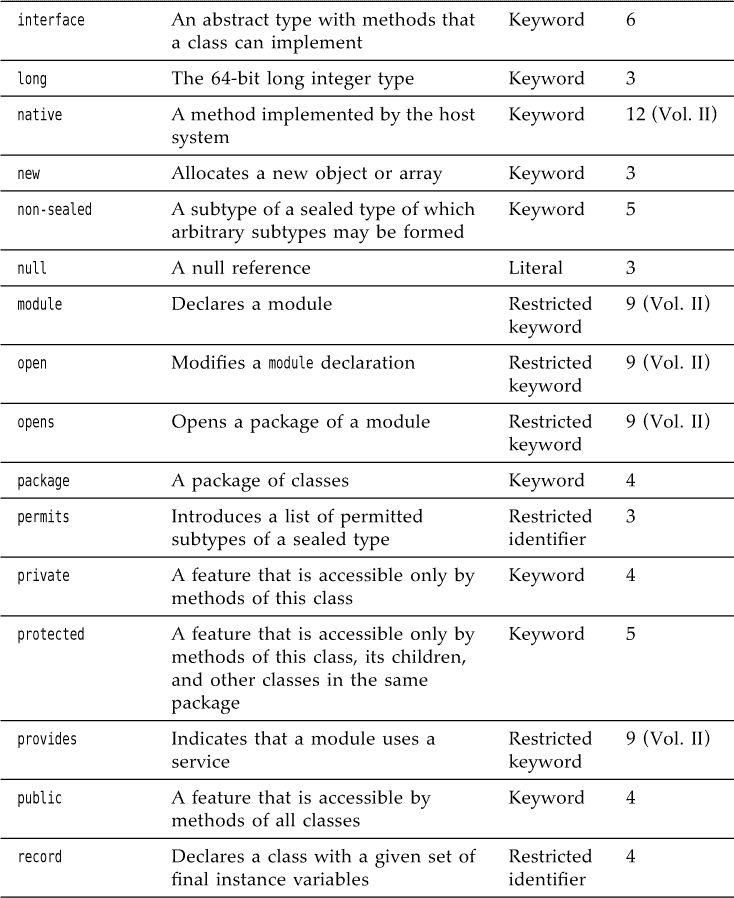 interface An abstract type with methods that Keyword 6
a class can implement
long The 64-bit long integer type Keyword 3
native A method implemented by the host Keyword 12 (Vol. II)
system
new Allocates a new object or array Keyword 3
non-sealed A subtype of a sealed type of which Keyword 5
arbitrary subtypes may be formed
null A null reference Literal 3
module Declares a module Restricted 9 (Vol. II)
keyword
open Modifies a module declaration Restricted 9 (Vol. II)
keyword
opens Opens a package of a module Restricted 9 (Vol. II)
keyword
package A package of classes Keyword 4
permits Introduces a list of permitted Restricted 3
subtypes of a sealed type identifier
private A feature that is accessible only by Keyword 4
methods of this class
protected A feature that is accessible only by Keyword 5
methods of this class, its children,
and other classes in the same
package
provides Indicates that a module uses a Restricted 9 (Vol. II)
service keyword
public A feature that is accessible by Keyword 4
methods of all classes
record Declares a class with a given set of Restricted 4
final instance variables identifier